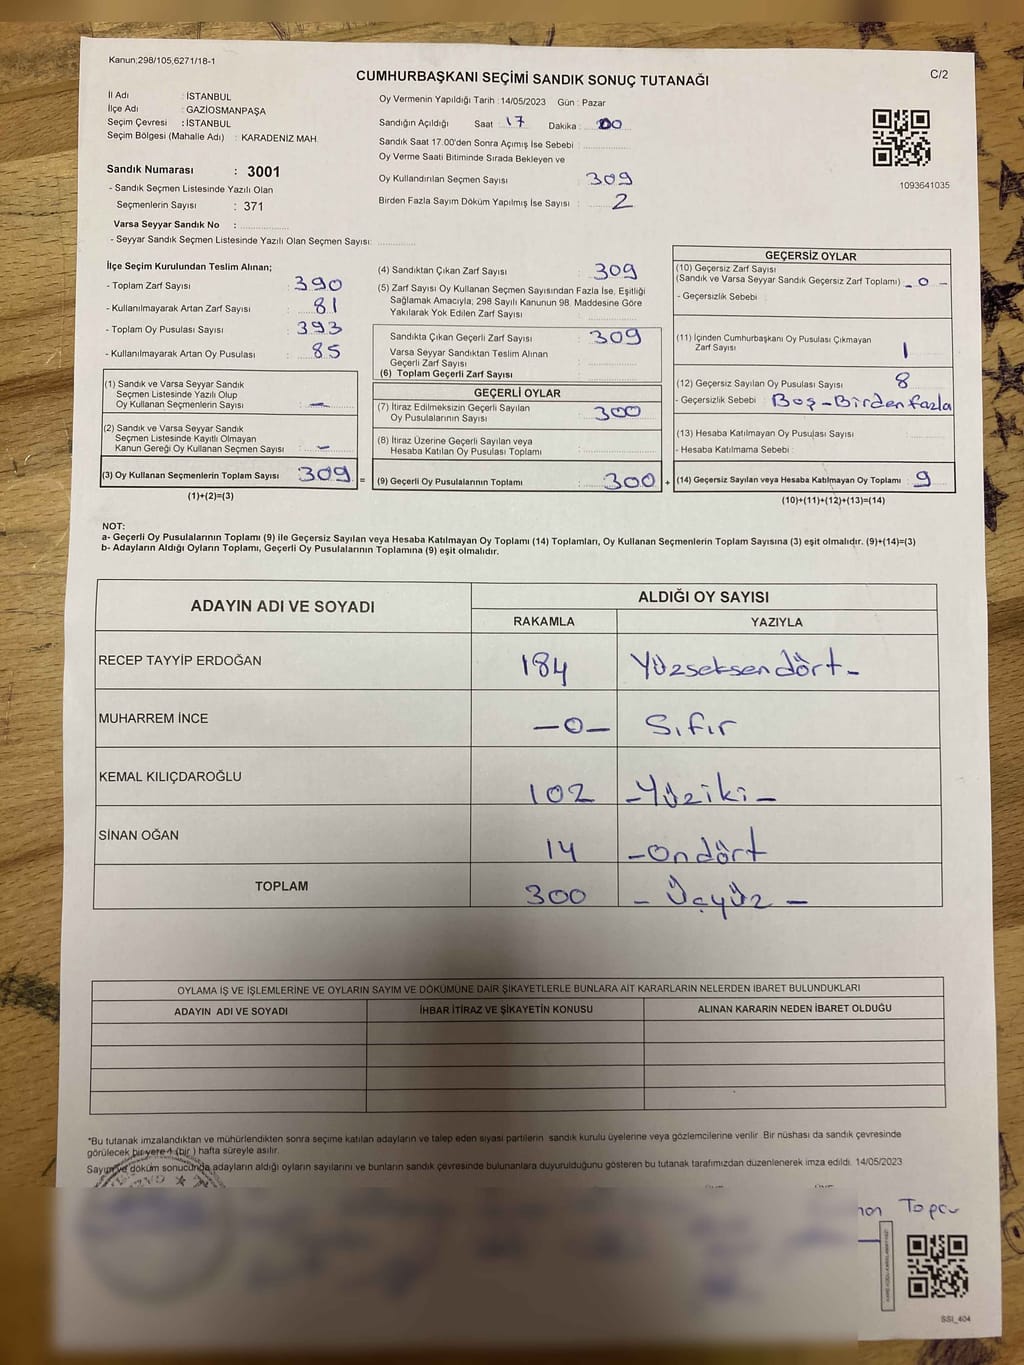 Kanun;298/105,6271/18-1
CUMHURBAŞKANI SEÇİMİ SANDIK SONUÇ TUTANAĞI
C/2
İl Adı : İSTANBUL
İlçe Adı : GAZİOSMANPAŞA
Seçim Çevresi : İSTANBUL
Seçim Bölgesi (Mahalle Adı) : KARADENİZ MAH.
Sandık Numarası : 3001
- Sandık Seçmen Listesinde Yazılı Olan
Seçmenlerin Sayısı : 371
Varsa Seyyar Sandık No :
- Seyyar Sandık Seçmen Listesinde Yazılı Olan Seçmen Sayısı:
Oy Vermenin Yapıldığı Tarih : 14/05/2023 Gün : Pazar
Sandığın Açıldığı Saat 17 Dakika 00
Sandık Saat 17.00'den Sonra Açımış İse Sebebi :
Oy Verme Saati Bitiminde Sırada Bekleyen ve
Oy Kullandırılan Seçmen Sayısı : 309
Birden Fazla Sayım Döküm Yapılmış İse Sayısı : 2
1093641035
İlçe Seçim Kurulundan Teslim Alınan;
- Toplam Zarf Sayısı : 390
- Kullanılmayarak Artan Zarf Sayısı : 81
- Toplam Oy Pusulası Sayısı : 393
- Kullanılmayarak Artan Oy Pusulası : 85
(1) Sandık ve Varsa Seyyar Sandık
Seçmen Listesinde Yazılı Olup
Oy Kullanan Seçmenlerin Sayısı : —
(2) Sandık ve Varsa Seyyar Sandık
Seçmen Listesinde Kayıtlı Olmayan
Kanun Gereği Oy Kullanan Seçmen Sayısı : —
(3) Oy Kullanan Seçmenlerin Toplam Sayısı 309 =
(1)+(2)=(3)
(4) Sandıktan Çıkan Zarf Sayısı : 309
(5) Zarf Sayısı Oy Kullanan Seçmen Sayısından Fazla İse, Eşitliği
Sağlamak Amacıyla; 298 Sayılı Kanunun 98. Maddesine Göre
Yakılarak Yok Edilen Zarf Sayısı :
Sandıkta Çıkan Geçerli Zarf Sayısı : 309
Varsa Seyyar Sandıktan Teslim Alınan
Geçerli Zarf Sayısı :
(6) Toplam Geçerli Zarf Sayısı :
GEÇERLİ OYLAR
(7) İtiraz Edilmeksizin Geçerli Sayılan
Oy Pusulalarının Sayısı : 300
(8) İtiraz Üzerine Geçerli Sayılan veya
Hesaba Katılan Oy Pusulası Toplamı :
(9) Geçerli Oy Pusulalarının Toplamı : 300 +
GEÇERSİZ OYLAR
(10) Geçersiz Zarf Sayısı
(Sandık ve Varsa Seyyar Sandık Geçersiz Zarf Toplamı) - 0 -
- Geçersizlik Sebebi :
(11) İçinden Cumhurbaşkanı Oy Pusulası Çıkmayan
Zarf Sayısı : 1
(12) Geçersiz Sayılan Oy Pusulası Sayısı : 8
- Geçersizlik Sebebi : Boş - Birden fazla
(13) Hesaba Katılmayan Oy Pusulası Sayısı :
- Hesaba Katılmama Sebebi :
(14) Geçersiz Sayılan veya Hesaba Katılmayan Oy Toplamı : 9
(10)+(11)+(12)+(13)=(14)
NOT:
a- Geçerli Oy Pusulalarının Toplamı (9) ile Geçersiz Sayılan veya Hesaba Katılmayan Oy Toplamı (14) Toplamları, Oy Kullanan Seçmenlerin Toplam Sayısına (3) eşit olmalıdır. (9)+(14)=(3)
b- Adayların Aldığı Oyların Toplamı, Geçerli Oy Pusulalarının Toplamına (9) eşit olmalıdır.
ADAYIN ADI VE SOYADI
ALDIĞI OY SAYISI
RAKAMLA YAZIYLA
RECEP TAYYİP ERDOĞAN 184 Yüzseksendört-
MUHARREM İNCE -0- Sıfır
KEMAL KILIÇDAROĞLU 102 -Yüziki-
SİNAN OĞAN 14 -Ondört
TOPLAM 300 - Üçyüz -
OYLAMA İŞ VE İŞLEMLERİNE VE OYLARIN SAYIM VE DÖKÜMÜNE DAİR ŞİKAYETLERLE BUNLARA AİT KARARLARIN NELERDEN İBARET BULUNDUKLARI
ADAYIN ADI VE SOYADI İHBAR İTİRAZ VE ŞİKAYETİN KONUSU ALINAN KARARIN NEDEN İBARET OLDUĞU
*Bu tutanak imzalandıktan ve mühürlendikten sonra seçime katılan adayların ve talep eden siyasi partilerin sandık kurulu üyelerine veya gözlemcilerine verilir. Bir nüshası da sandık çevresinde
görülecek bir yere 1 (bir ) hafta süreyle asılır.
Sayım ve döküm sonucunda adayların aldığı oyların sayılarını ve bunların sandık çevresinde bulunanlara duyurulduğunu gösteren bu tutanak tarafımızdan düzenlenerek imza edildi. 14/05/2023
SSI_404